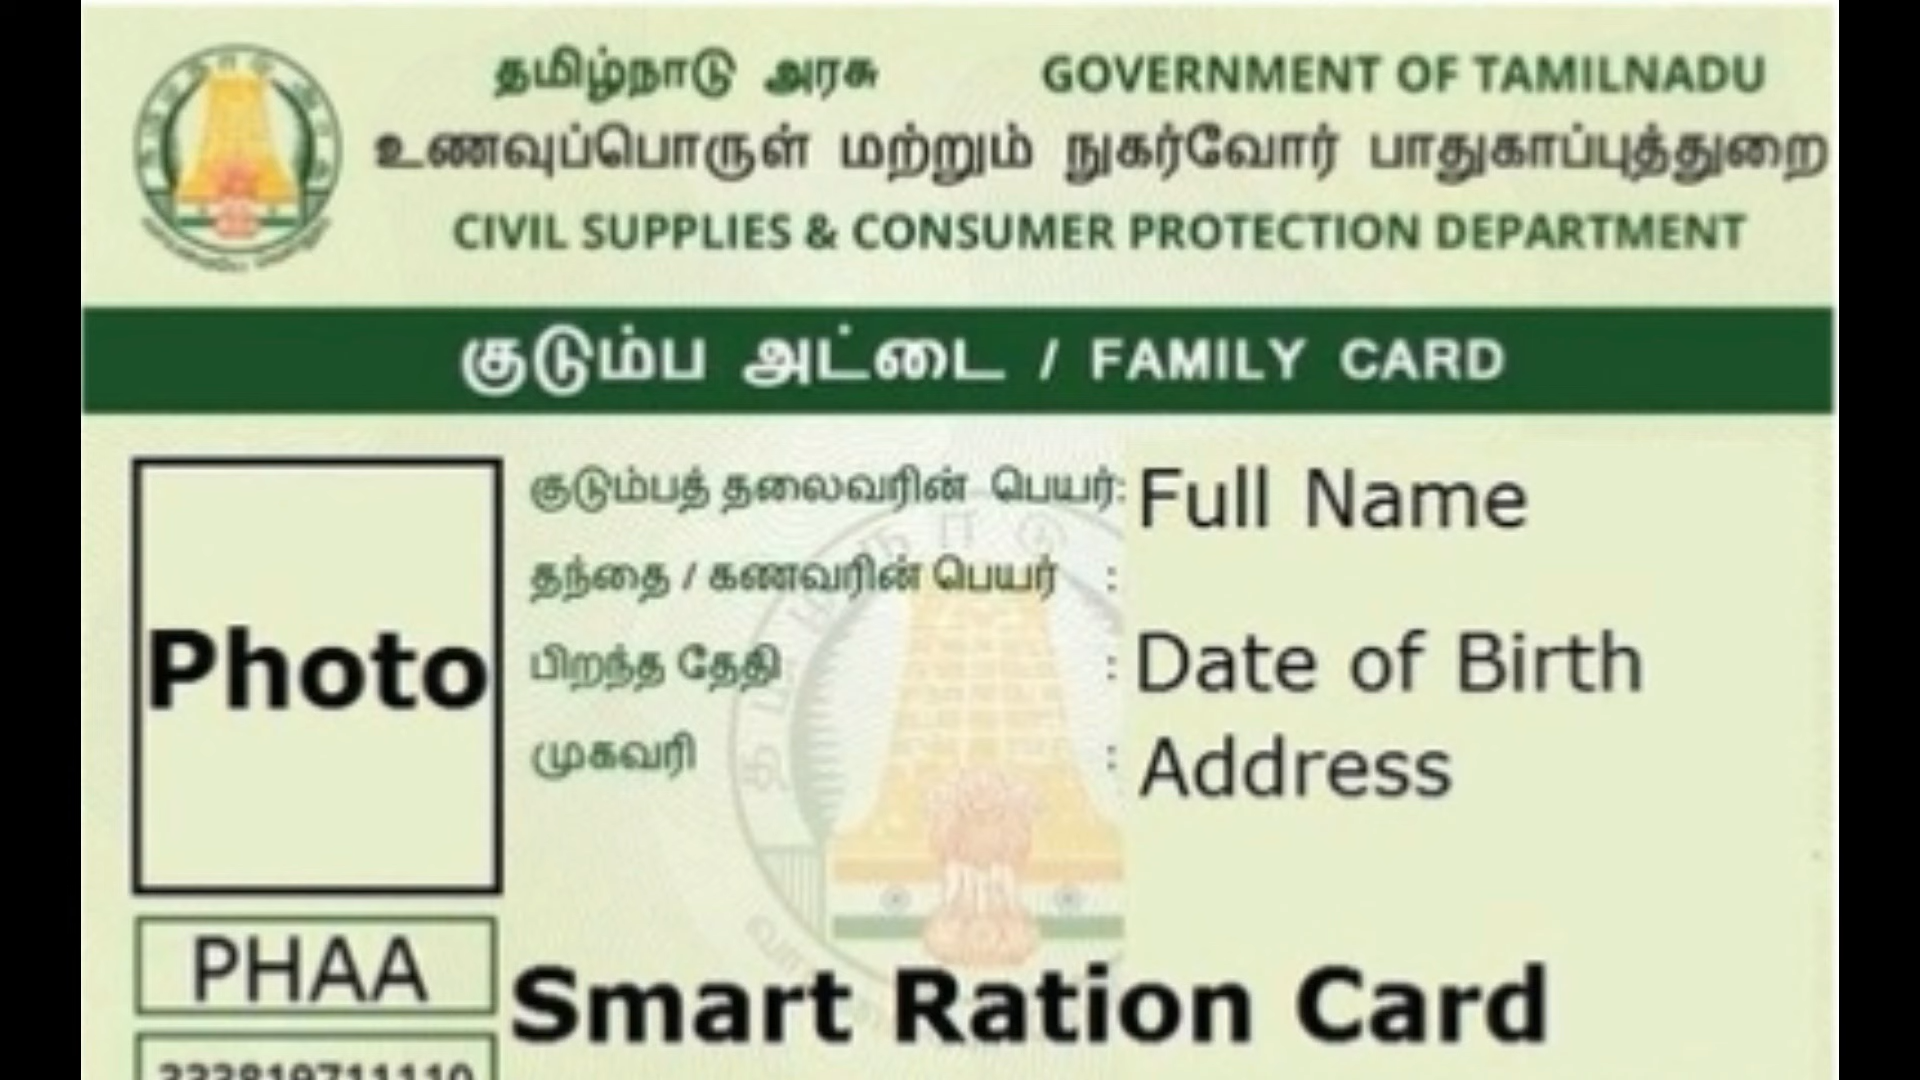 தமிழ்நாடு அரசு GOVERNMENT OF TAMILNADU
உணவுப்பொருள் மற்றும் நுகர்வோர் பாதுகாப்புத்துறை
CIVIL SUPPLIES & CONSUMER PROTECTION DEPARTMENT
குடும்ப அட்டை / FAMILY CARD
Photo
குடும்பத் தலைவரின் பெயர்: Full Name
தந்தை / கணவரின் பெயர் :
பிறந்த தேதி : Date of Birth
முகவரி : Address
PHAA
Smart Ration Card